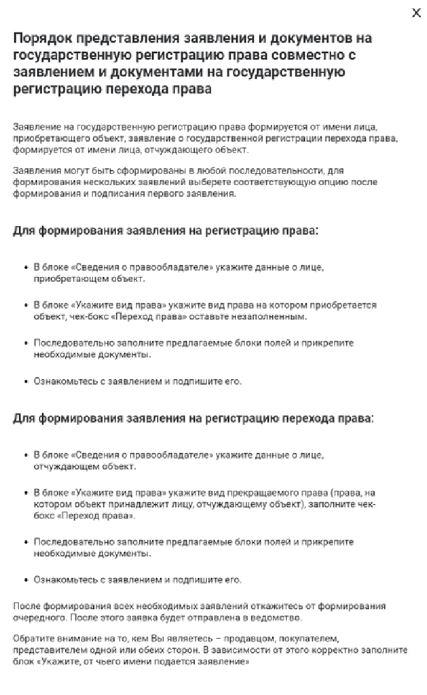 X
Порядок представления заявления и документов на
государственную регистрацию права совместно с
заявлением и документами на государственную
регистрацию перехода права
Заявление на государственную регистрацию права формируется от имени лица,
приобретающего объект, заявление о государственной регистрации перехода права,
формируется от имени лица, отчуждающего объект.
Заявления могут быть сформированы в любой последовательности, для
формирования нескольких заявлений выберете соответствующую опцию после
формирования и подписания первого заявления.
Для формирования заявления на регистрацию права:
• В блоке «Сведения о правообладателе» укажите данные о лице,
приобретающем объект.
• В блоке «Укажите вид права» укажите вид права на котором приобретается
объект, чек-бокс «Переход права» оставьте незаполненным.
• Последовательно заполните предлагаемые блоки полей и прикрепите
необходимые документы.
• Ознакомьтесь с заявлением и подпишите его.
Для формирования заявления на регистрацию перехода права:
• В блоке «Сведения о правообладателе» укажите данные о лице,
отчуждающем объект.
• В блоке «Укажите вид права» укажите вид прекращаемого права (права, на
котором объект принадлежит лицу, отчуждающему объект), заполните чек-
бокс «Переход права».
• Последовательно заполните предлагаемые блоки полей и прикрепите
необходимые документы.
• Ознакомьтесь с заявлением и подпишите его.
После формирования всех необходимых заявлений откажитесь от формирования
очередного. После этого заявка будет отправлена в ведомство.
Обратите внимание на то, кем Вы являетесь – продавцом, покупателем,
представителем одной или обеих сторон. В зависимости от этого корректно заполните
блок «Укажите, от чьего имени подается заявление»